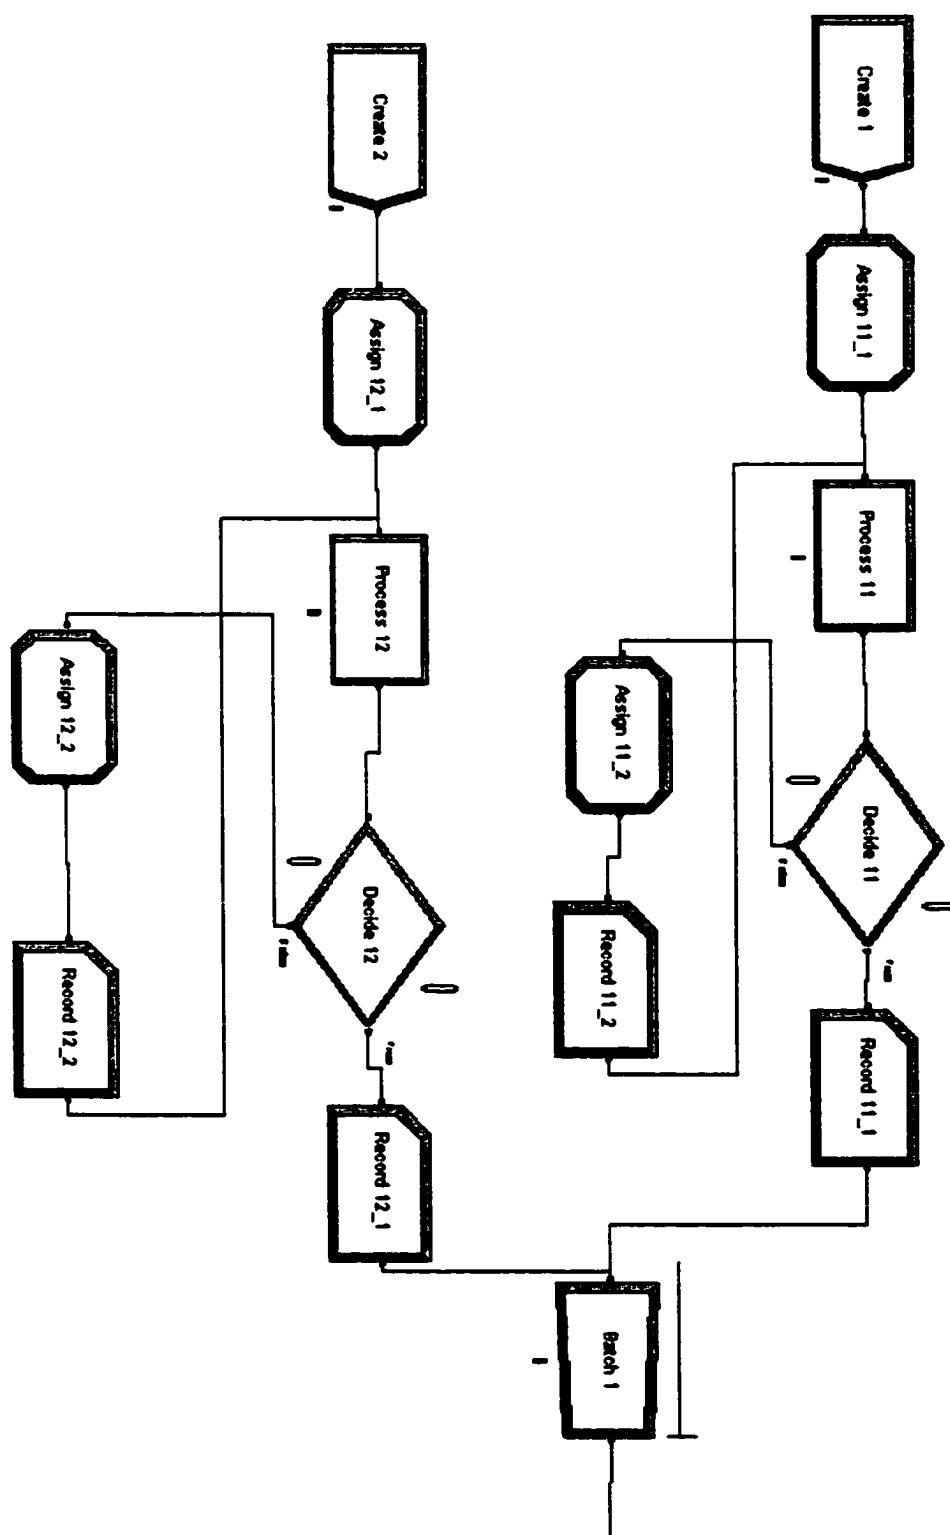 Create 1
Assign 11_1
Process 11
Decide 11
Record 11_1
Assign 11_2
Record 11_2
Create 2
Assign 12_1
Process 12
Decide 12
Record 12_1
Assign 12_2
Record 12_2
Batch 1